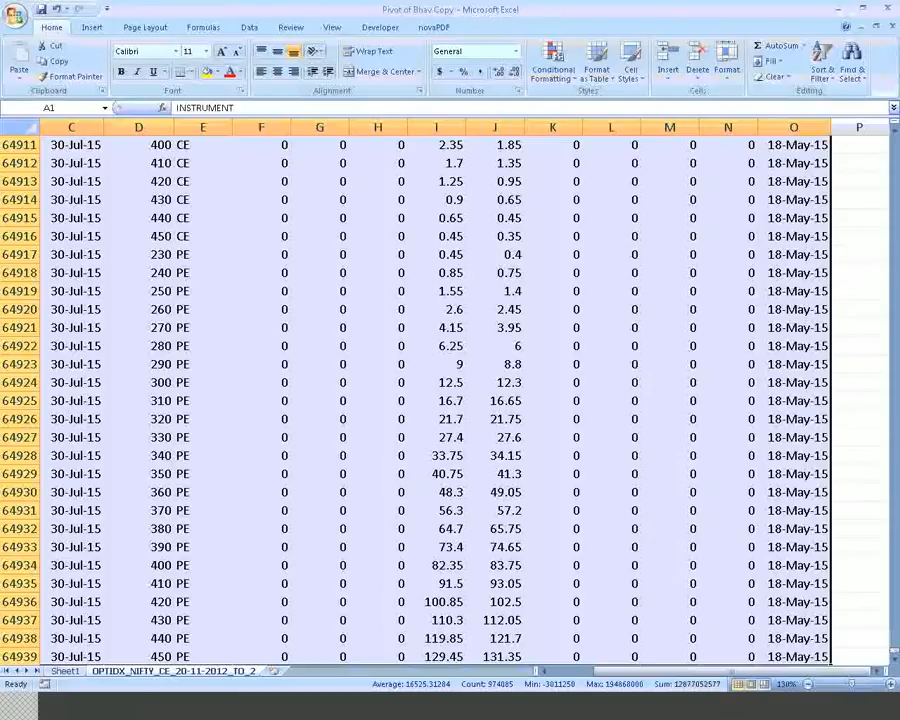 Pivot of Bhav Copy - Microsoft Excel
Home Insert Page Layout Formulas Data Review View Developer novaPDF
Cut
Copy
Format Painter
Paste
Clipboard
Calibri 11
B I U
Font
Wrap Text
Merge & Center
Alignment
General
$ % ,
Number
Conditional Formatting
Format as Table
Cell Styles
Styles
Insert Delete Format
Cells
Σ AutoSum
Fill
Clear
Sort & Filter
Find & Select
Editing
A1 fx INSTRUMENT
C D E F G H I J K L M N O P
64911 30-Jul-15 400 CE 0 0 0 2.35 1.85 0 0 0 0 18-May-15
64912 30-Jul-15 410 CE 0 0 0 1.7 1.35 0 0 0 0 18-May-15
64913 30-Jul-15 420 CE 0 0 0 1.25 0.95 0 0 0 0 18-May-15
64914 30-Jul-15 430 CE 0 0 0 0.9 0.65 0 0 0 0 18-May-15
64915 30-Jul-15 440 CE 0 0 0 0.65 0.45 0 0 0 0 18-May-15
64916 30-Jul-15 450 CE 0 0 0 0.45 0.35 0 0 0 0 18-May-15
64917 30-Jul-15 230 PE 0 0 0 0.45 0.4 0 0 0 0 18-May-15
64918 30-Jul-15 240 PE 0 0 0 0.85 0.75 0 0 0 0 18-May-15
64919 30-Jul-15 250 PE 0 0 0 1.55 1.4 0 0 0 0 18-May-15
64920 30-Jul-15 260 PE 0 0 0 2.6 2.45 0 0 0 0 18-May-15
64921 30-Jul-15 270 PE 0 0 0 4.15 3.95 0 0 0 0 18-May-15
64922 30-Jul-15 280 PE 0 0 0 6.25 6 0 0 0 0 18-May-15
64923 30-Jul-15 290 PE 0 0 0 9 8.8 0 0 0 0 18-May-15
64924 30-Jul-15 300 PE 0 0 0 12.5 12.3 0 0 0 0 18-May-15
64925 30-Jul-15 310 PE 0 0 0 16.7 16.65 0 0 0 0 18-May-15
64926 30-Jul-15 320 PE 0 0 0 21.7 21.75 0 0 0 0 18-May-15
64927 30-Jul-15 330 PE 0 0 0 27.4 27.6 0 0 0 0 18-May-15
64928 30-Jul-15 340 PE 0 0 0 33.75 34.15 0 0 0 0 18-May-15
64929 30-Jul-15 350 PE 0 0 0 40.75 41.3 0 0 0 0 18-May-15
64930 30-Jul-15 360 PE 0 0 0 48.3 49.05 0 0 0 0 18-May-15
64931 30-Jul-15 370 PE 0 0 0 56.3 57.2 0 0 0 0 18-May-15
64932 30-Jul-15 380 PE 0 0 0 64.7 65.75 0 0 0 0 18-May-15
64933 30-Jul-15 390 PE 0 0 0 73.4 74.65 0 0 0 0 18-May-15
64934 30-Jul-15 400 PE 0 0 0 82.35 83.75 0 0 0 0 18-May-15
64935 30-Jul-15 410 PE 0 0 0 91.5 93.05 0 0 0 0 18-May-15
64936 30-Jul-15 420 PE 0 0 0 100.85 102.5 0 0 0 0 18-May-15
64937 30-Jul-15 430 PE 0 0 0 110.3 112.05 0 0 0 0 18-May-15
64938 30-Jul-15 440 PE 0 0 0 119.85 121.7 0 0 0 0 18-May-15
64939 30-Jul-15 450 PE 0 0 0 129.45 131.35 0 0 0 0 18-May-15
Sheet1 OPTIDX_NIFTY_CE_20-11-2012_TO_2
Ready Average: 16525.31284 Count: 974085 Min: -3011250 Max: 194868000 Sum: 12877052577 130%